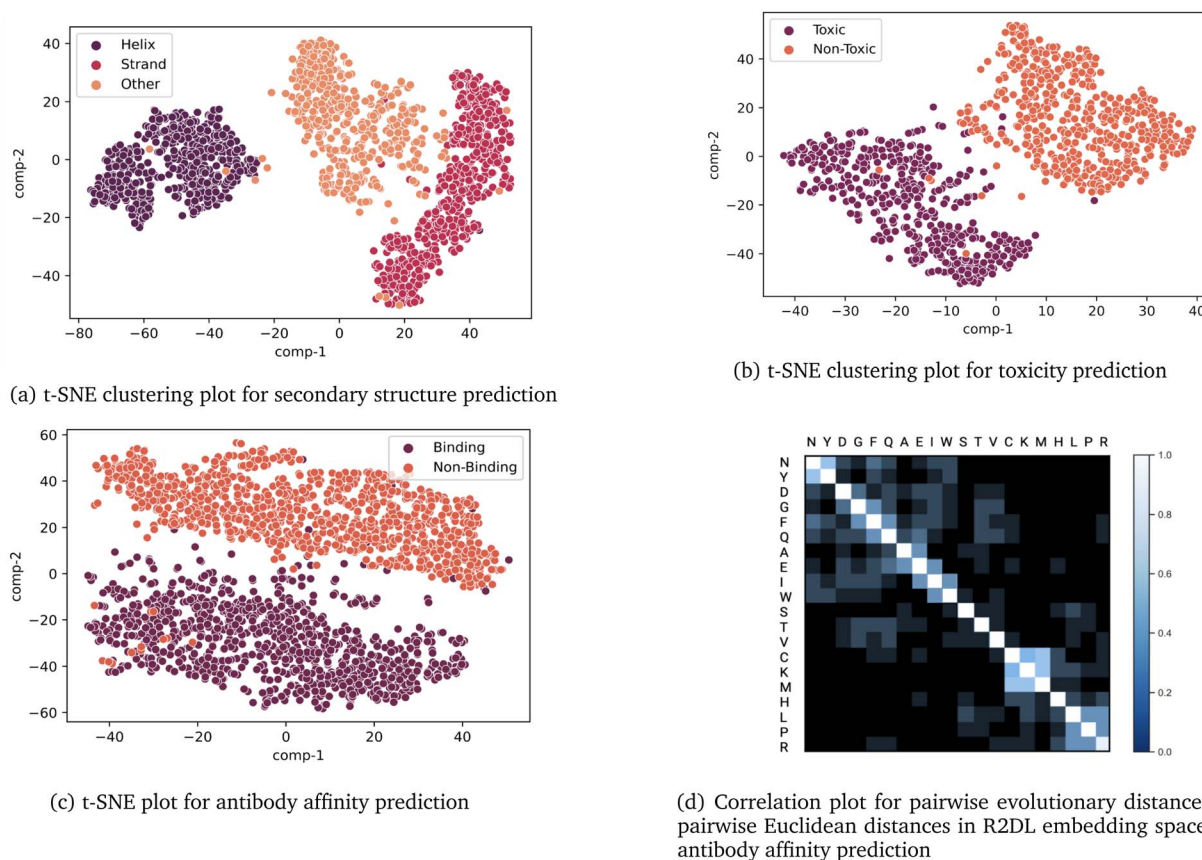 Helix
Strand
Other
40
20
0
−20
−40
comp-2
−80 −60 −40 −20 0 20 40
comp-1
(a) t-SNE clustering plot for secondary structure prediction
Toxic
Non-Toxic
40
20
0
−20
−40
comp-2
−40 −30 −20 −10 0 10 20 30 40
comp-1
(b) t-SNE clustering plot for toxicity prediction
Binding
Non-Binding
60
40
20
0
−20
−40
−60
comp-2
−40 −20 0 20 40
comp-1
(c) t-SNE plot for antibody affinity prediction
N Y D G F Q A E I W S T V C K M H L P R
N
Y
D
G
F
Q
A
E
I
W
S
T
V
C
K
M
H
L
P
R
1.0
0.8
0.6
0.4
0.2
0.0
(d) Correlation plot for pairwise evolutionary distance
pairwise Euclidean distances in R2DL embedding space
antibody affinity prediction